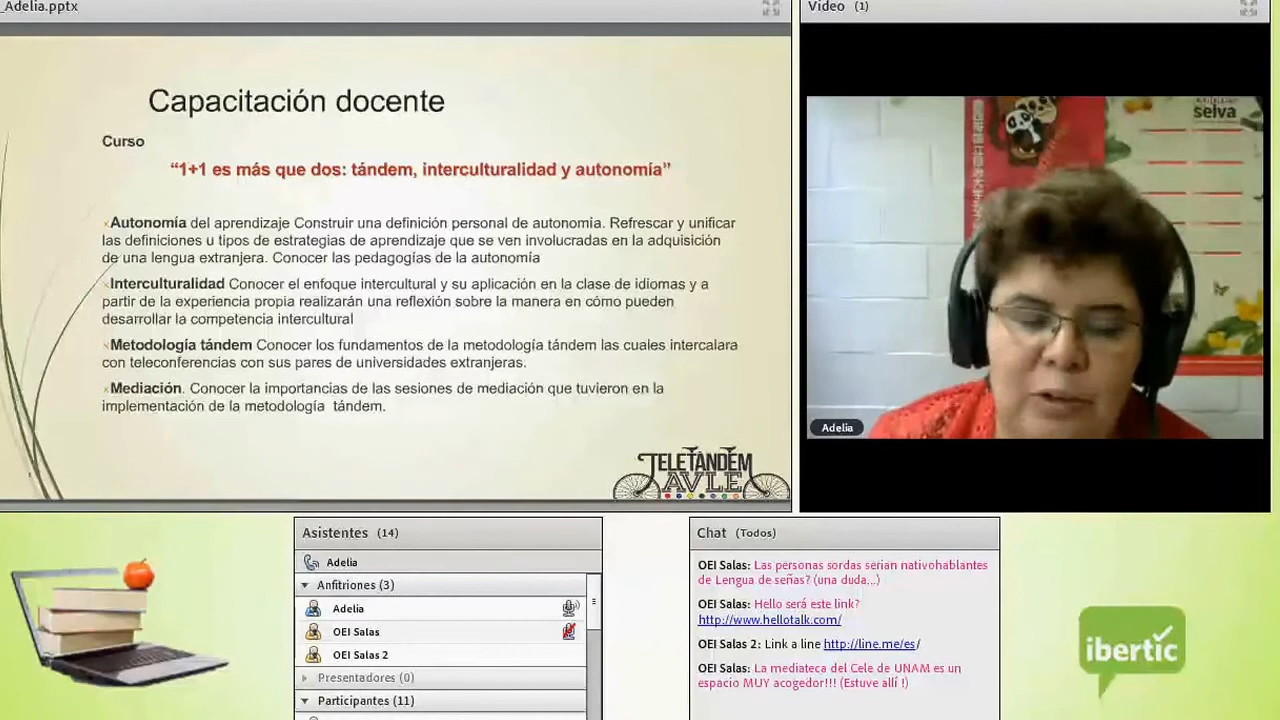 _Adelia.pptx
Video (1)
Capacitación docente
Curso
“1+1 es más que dos: tándem, interculturalidad y autonomía”
Autonomía del aprendizaje Construir una definición personal de autonomía. Refrescar y unificar
las definiciones u tipos de estrategias de aprendizaje que se ven involucradas en la adquisición
de una lengua extranjera. Conocer las pedagogías de la autonomía
Interculturalidad Conocer el enfoque intercultural y su aplicación en la clase de idiomas y a
partir de la experiencia propia realizarán una reflexión sobre la manera en cómo pueden
desarrollar la competencia intercultural
Metodología tándem Conocer los fundamentos de la metodología tándem las cuales intercalara
con teleconferencias con sus pares de universidades extranjeras.
Mediación. Conocer la importancias de las sesiones de mediación que tuvieron en la
implementación de la metodología tándem.
TELETANDEM
AVLE
selva
Adelia
Asistentes (14)
Adelia
Anfitriones (3)
Adelia
OEI Salas
OEI Salas 2
Presentadores (0)
Participantes (11)
Chat (Todos)
OEI Salas: Las personas sordas serian nativohablantes
de Lengua de señas? (una duda...)
OEI Salas: Hello será este link?
http://www.hellotalk.com/
OEI Salas 2: Link a line http://line.me/es/
OEI Salas: La mediateca del Cele de UNAM es un
espacio MUY acogedor!!! (Estuve allí !)
ibertic